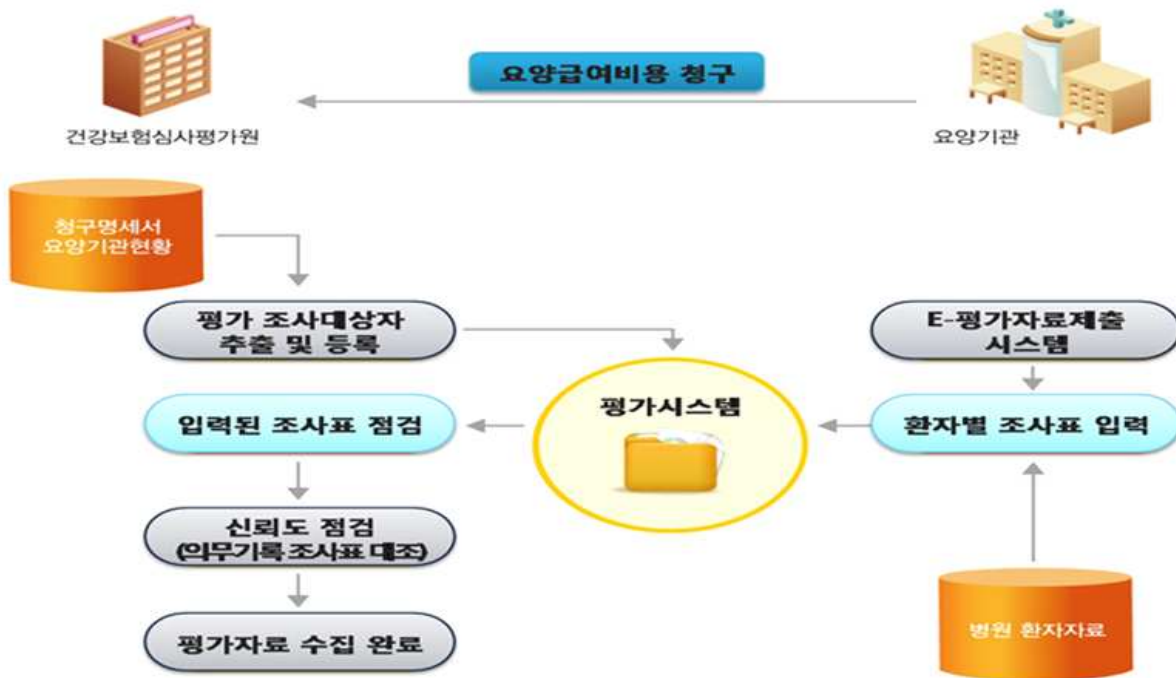 요양급여비용 청구
건강보험심사평가원
요양기관
청구명세서
요양기관현황
평가 조사대상자
추출 및 등록
E-평가자료제출
시스템
평가시스템
입력된 조사표 점검
환자별 조사표 입력
신뢰도 점검
(의무기록 조사표 대조)
평가자료 수집 완료
병원 환자자료